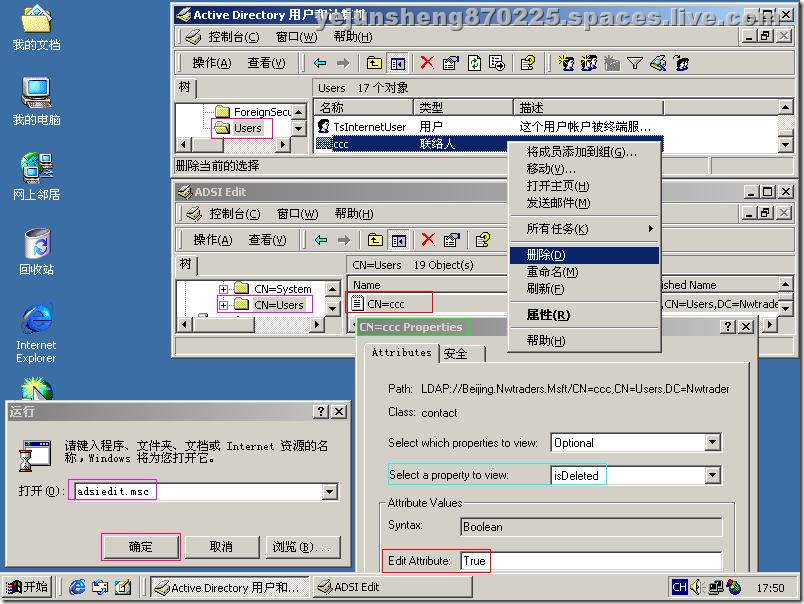 我的文档
我的电脑
网上邻居
回收站
Internet
Explorer
yejunsheng870225.spaces.live.com
Active Directory 用户和计算机
控制台(C) 窗口(W) 帮助(H)
操作(A) 查看(V)
树
Users 17 个对象
ForeignSecu
Users
名称 类型 描述
TsInternetUser 用户 这个用户帐户被终端服...
ccc 联络人
删除当前的选择
将成员添加到组(G)...
移动(V)...
打开主页(H)
发送邮件(M)
所有任务(K)
删除(D)
重命名(M)
刷新(F)
属性(R)
帮助(H)
ADSI Edit
控制台(C) 窗口(W) 帮助(H)
操作(A) 查看(V)
树
CN=Users 19 Object(s)
CN=System
CN=Users
Name
ished Name
CN=ccc
,CN=Users,DC=Nwtrade
CN=ccc Properties
Attributes 安全
Path: LDAP://Beijing.Nwtraders.Msft/CN=ccc,CN=Users,DC=Nwtrader
Class: contact
Select which properties to view: Optional
Select a property to view: isDeleted
Attribute Values
Syntax: Boolean
Edit Attribute: True
运行
请键入程序、文件夹、文档或 Internet 资源的名
称，Windows 将为您打开它。
打开(O): adsiedit.msc
确定 取消 浏览(B)...
开始
Active Directory 用户和...
ADSI Edit
CH
17:50